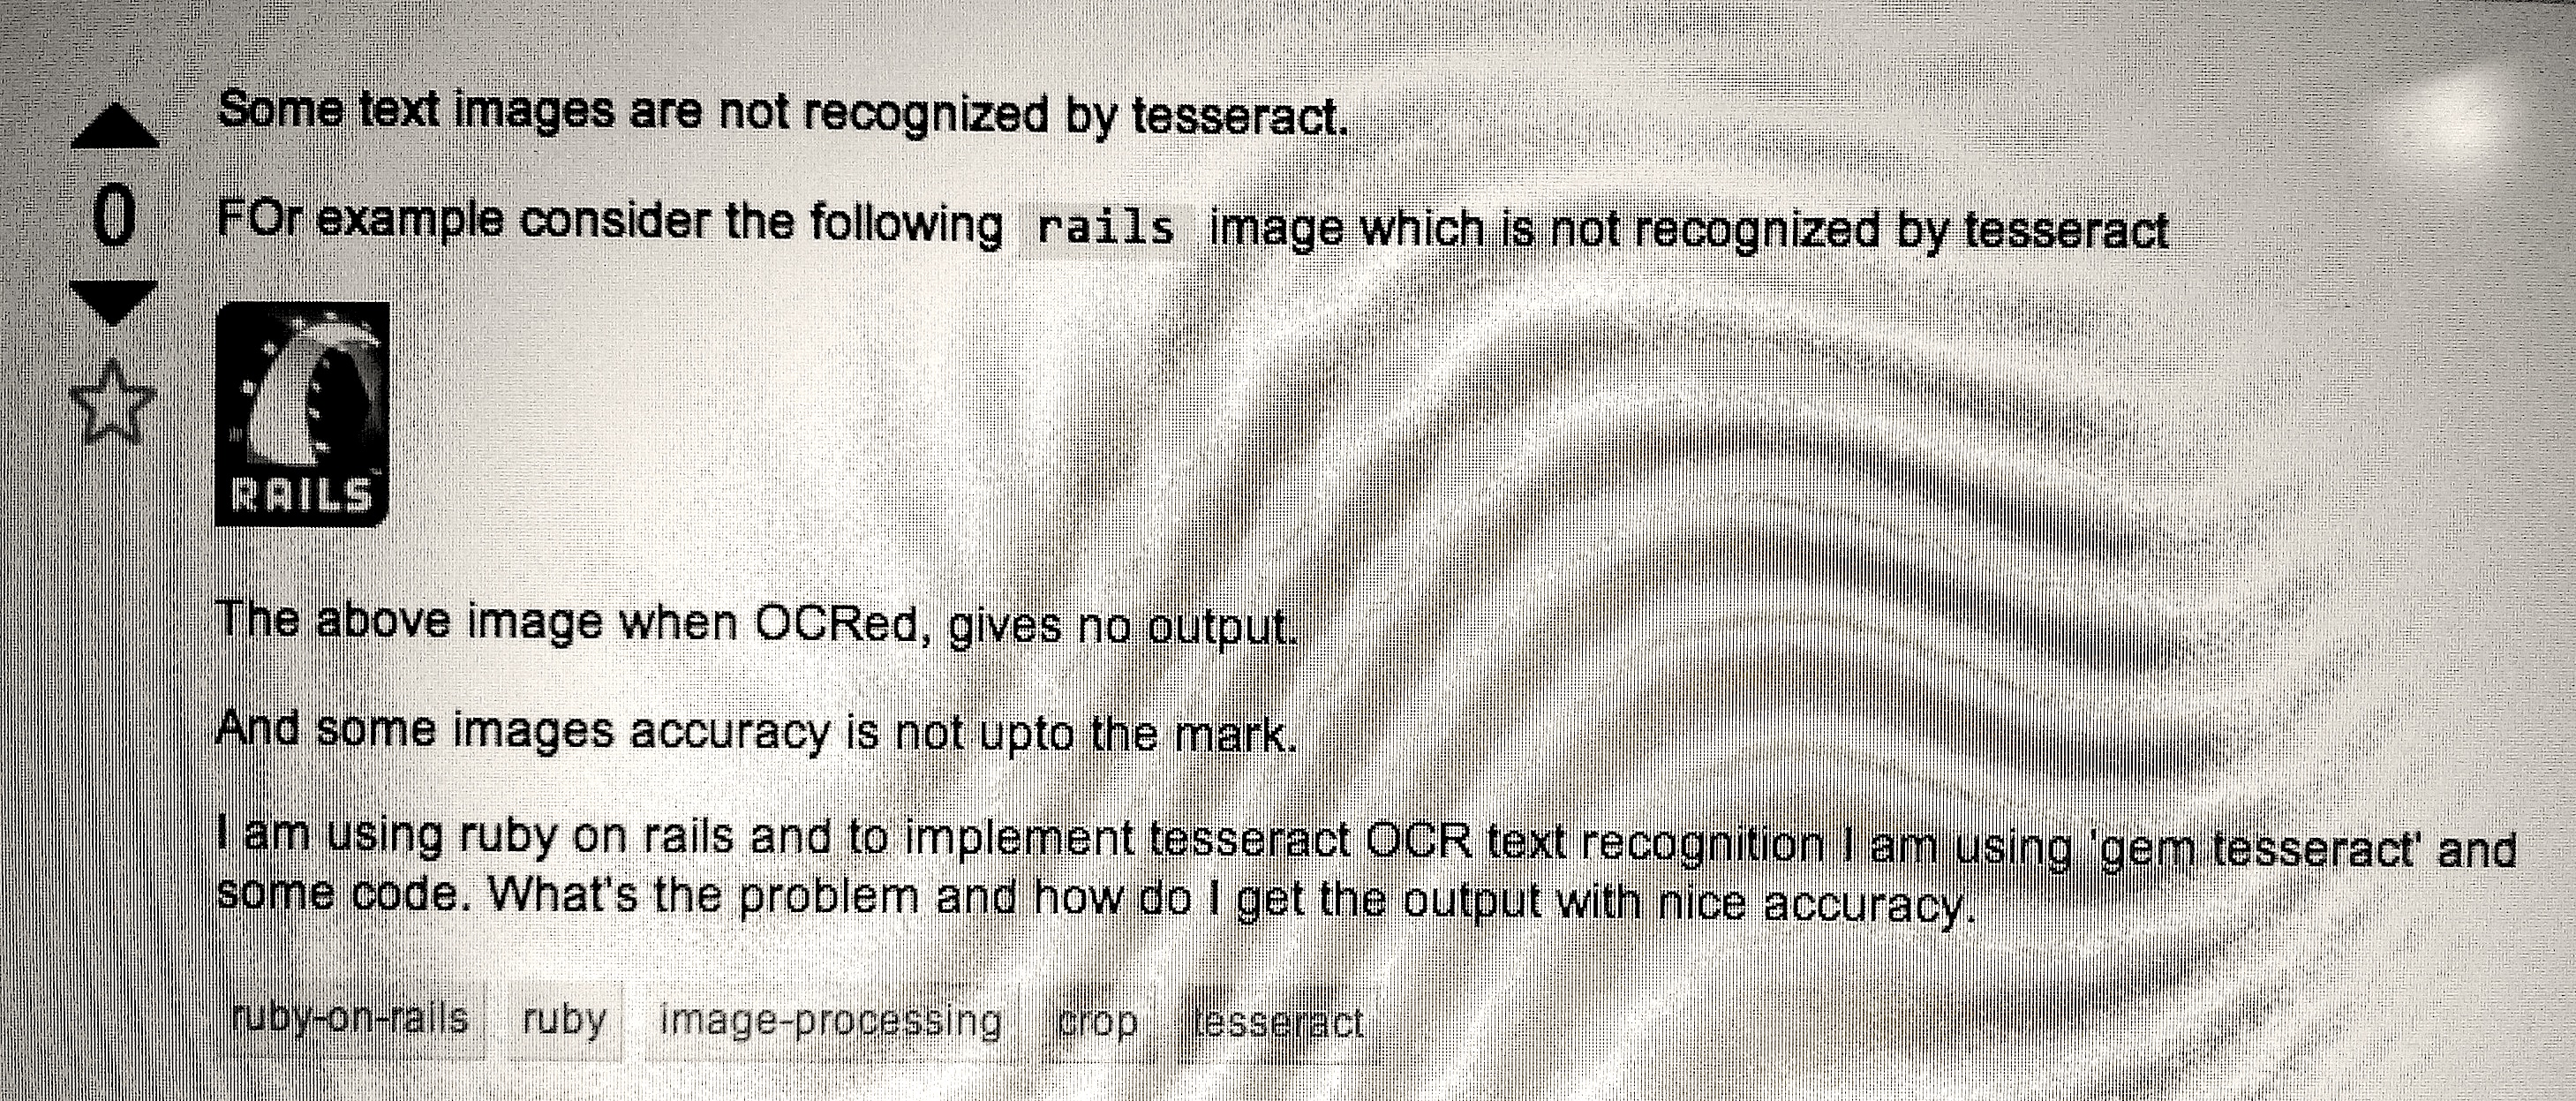 Some text images are not recognized by tesseract.
0
FOr example consider the following rails image which is not recognized by tesseract
RAILS
The above image when OCRed, gives no output.
And some images accuracy is not upto the mark.
I am using ruby on rails and to implement tesseract OCR text recognition I am using 'gem tesseract' and
some code. What's the problem and how do I get the output with nice accuracy.
ruby-on-rails ruby image-processing crop tesseract